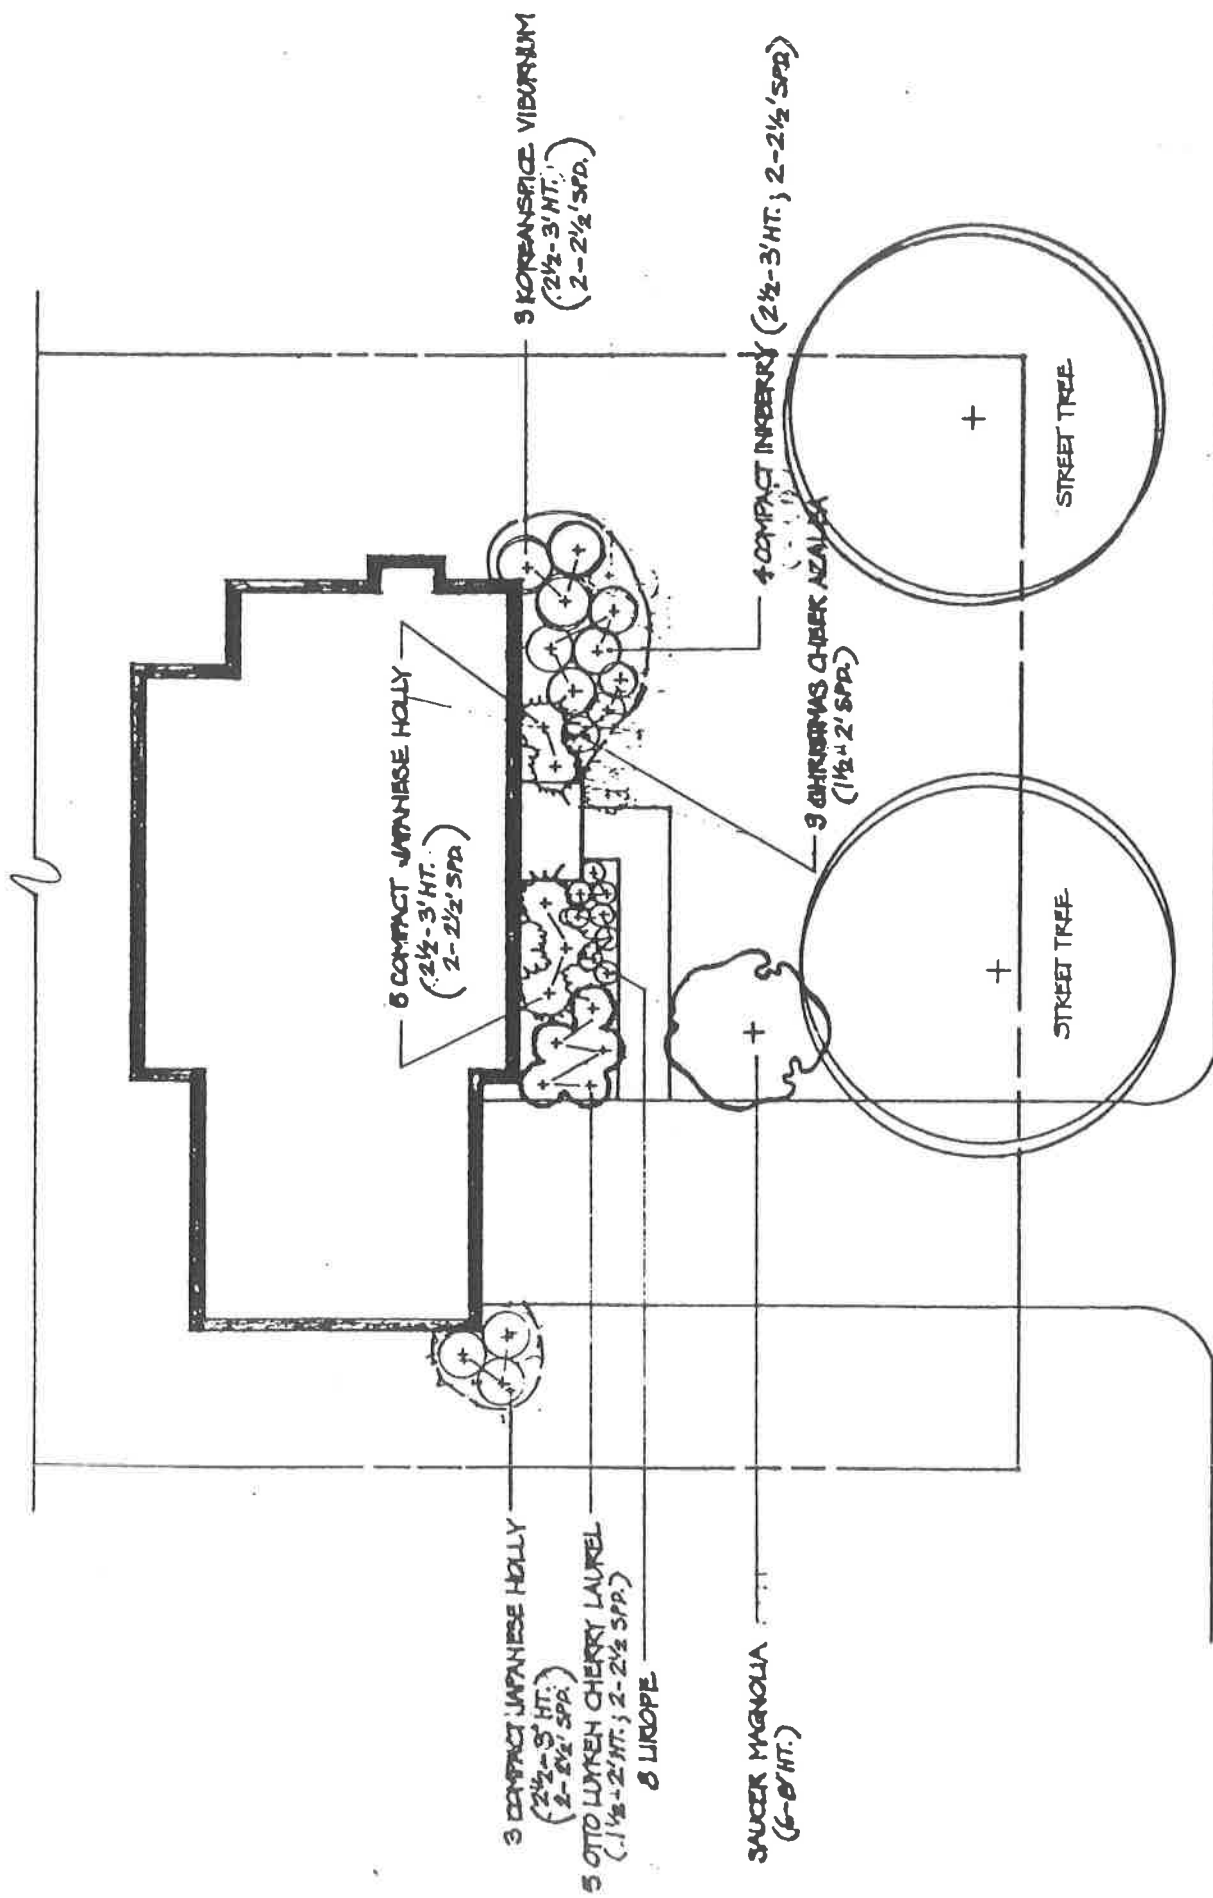 3 KOREANSPICE VIBURNUM
(2½-3' HT.
2-2½' SPD.)
4 COMPACT INKBERRY (2½-3' HT.; 2-2½' SPD.)
3 CHRISTMAS CHEER AZALEA
(1½-2' SPD.)
5 COMPACT JAPANESE HOLLY
(2½-3' HT.
2-2½' SPD.)
STREET TREE
STREET TREE
3 COMPACT JAPANESE HOLLY
(2½-3' HT.
2-2½' SPD.)
5 OTTO LUYKEN CHERRY LAUREL
(1½-2' HT.; 2-2½ SPD.)
8 LIRIOPE
SAUCER MAGNOLIA
(6-8' HT.)